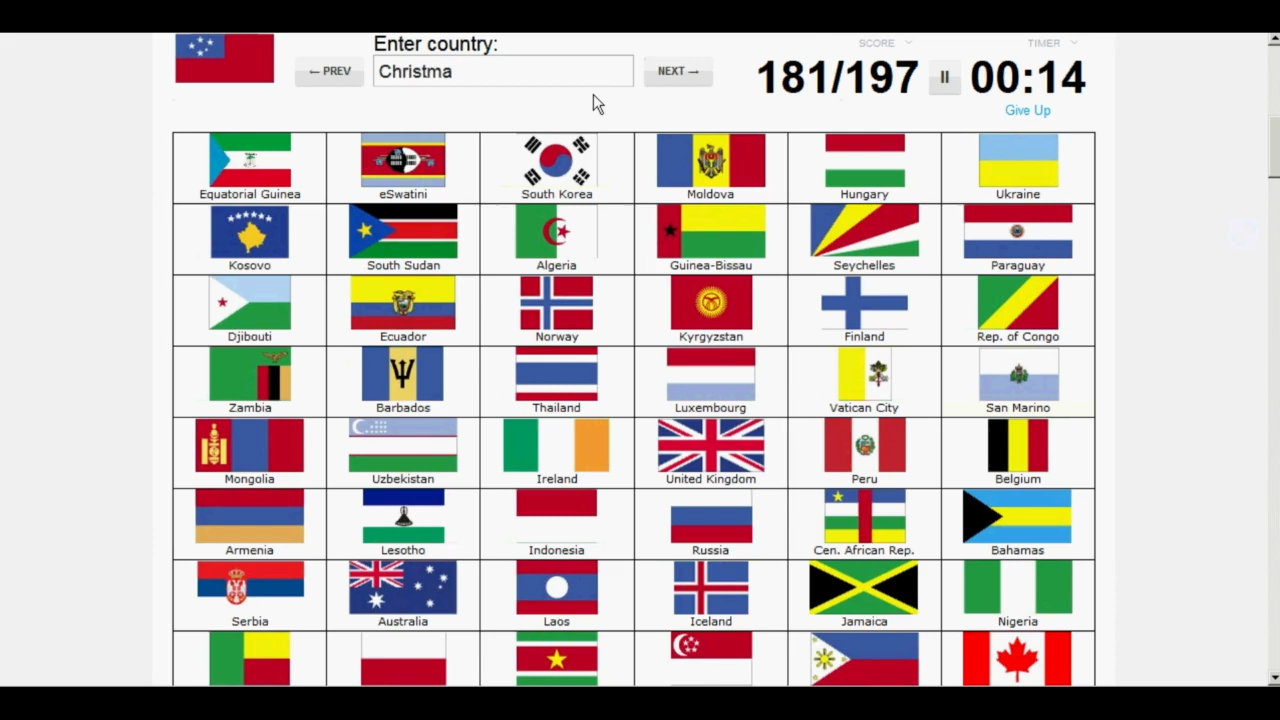 Enter country:
SCORE
TIMER
← PREV
Christma
NEXT →
181/197
00:14
Give Up
Equatorial Guinea
eSwatini
South Korea
Moldova
Hungary
Ukraine
Kosovo
South Sudan
Algeria
Guinea-Bissau
Seychelles
Paraguay
Djibouti
Ecuador
Norway
Kyrgyzstan
Finland
Rep. of Congo
Zambia
Barbados
Thailand
Luxembourg
Vatican City
San Marino
Mongolia
Uzbekistan
Ireland
United Kingdom
Peru
Belgium
Armenia
Lesotho
Indonesia
Russia
Cen. African Rep.
Bahamas
Serbia
Australia
Laos
Iceland
Jamaica
Nigeria